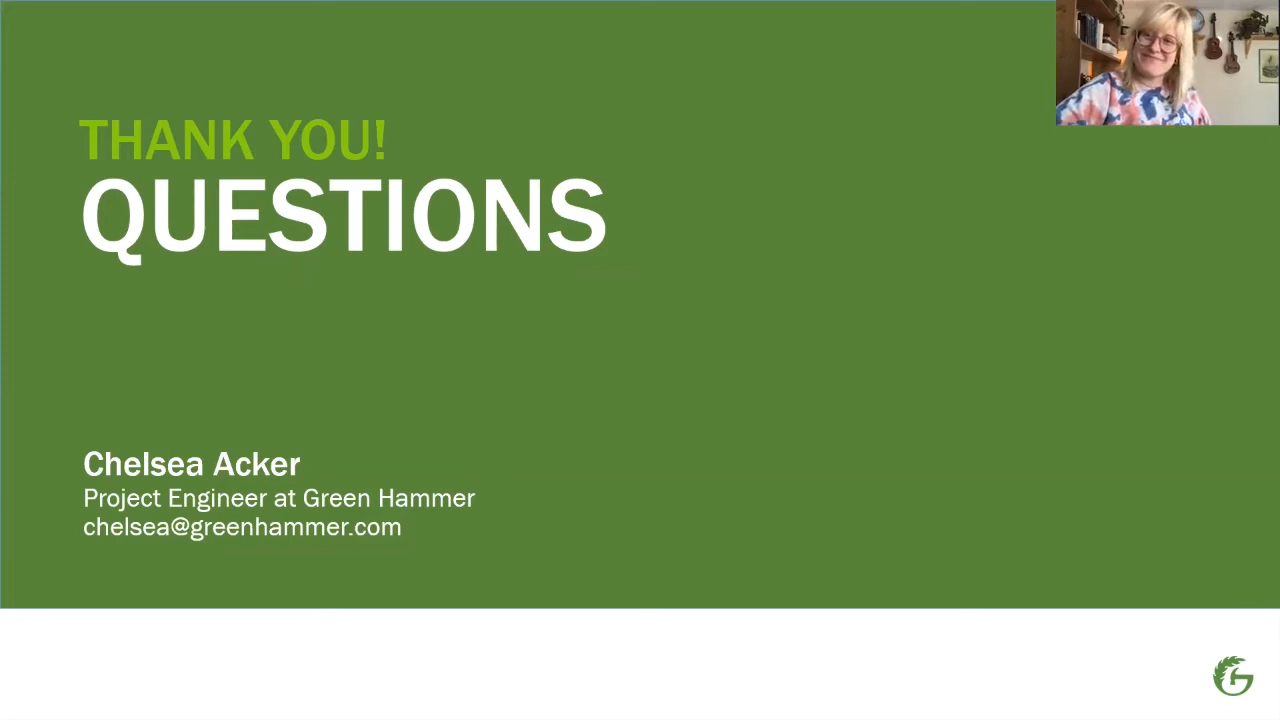 THANK YOU!
QUESTIONS
Chelsea Acker
Project Engineer at Green Hammer
chelsea@greenhammer.com